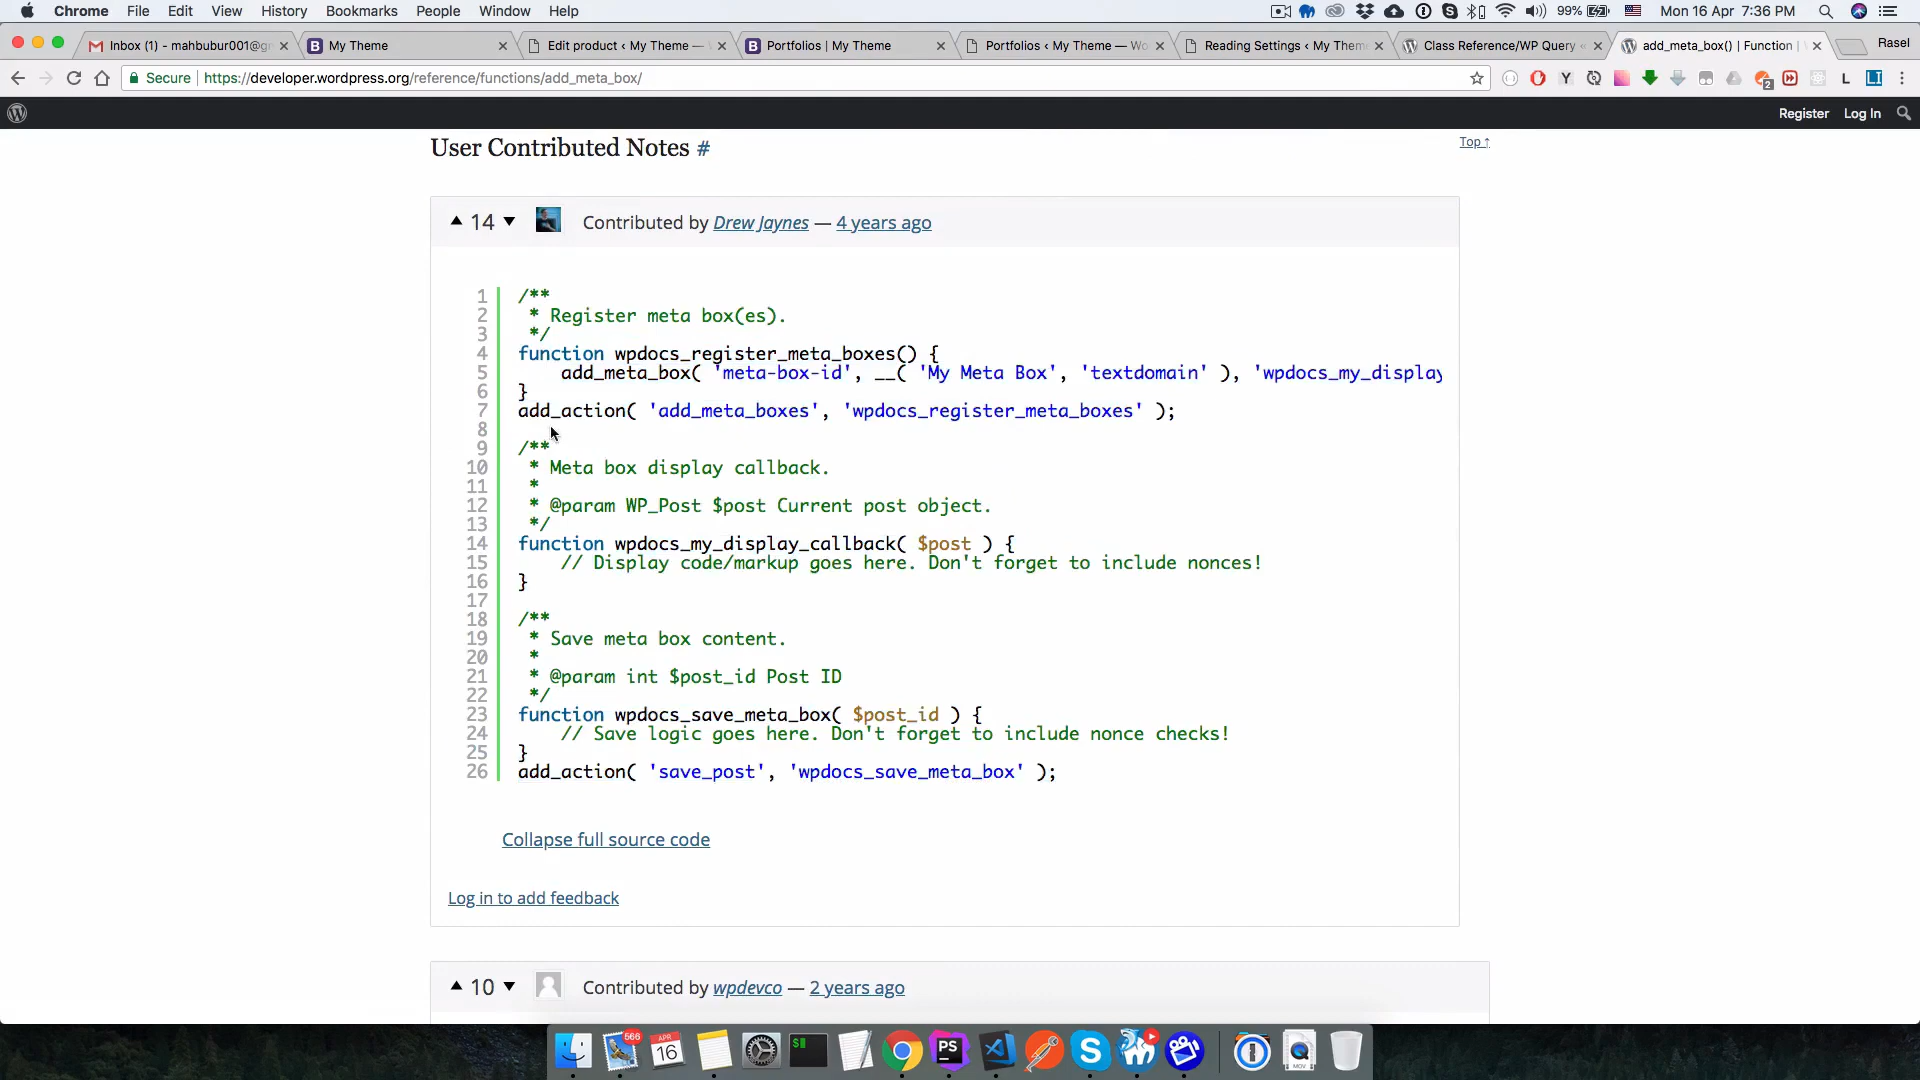 Chrome File Edit View History Bookmarks People Window Help 99% Mon 16 Apr 7:36 PM
Inbox (1) - mahbubur001@g My Theme Edit product ‹ My Theme — Portfolios | My Theme Portfolios ‹ My Theme — Wo Reading Settings ‹ My Theme Class Reference/WP Query add_meta_box() | Function | Rasel
Secure | https://developer.wordpress.org/reference/functions/add_meta_box/
Register Log In
User Contributed Notes #
Top ↑
14 Contributed by Drew Jaynes — 4 years ago
1 /**
2 * Register meta box(es).
3 */
4 function wpdocs_register_meta_boxes() {
5 add_meta_box( 'meta-box-id', __( 'My Meta Box', 'textdomain' ), 'wpdocs_my_display
6 }
7 add_action( 'add_meta_boxes', 'wpdocs_register_meta_boxes' );
8
9 /**
10 * Meta box display callback.
11 *
12 * @param WP_Post $post Current post object.
13 */
14 function wpdocs_my_display_callback( $post ) {
15 // Display code/markup goes here. Don't forget to include nonces!
16 }
17
18 /**
19 * Save meta box content.
20 *
21 * @param int $post_id Post ID
22 */
23 function wpdocs_save_meta_box( $post_id ) {
24 // Save logic goes here. Don't forget to include nonce checks!
25 }
26 add_action( 'save_post', 'wpdocs_save_meta_box' );
Collapse full source code
Log in to add feedback
10 Contributed by wpdevco — 2 years ago
566 APR 16 $ PS S MOV